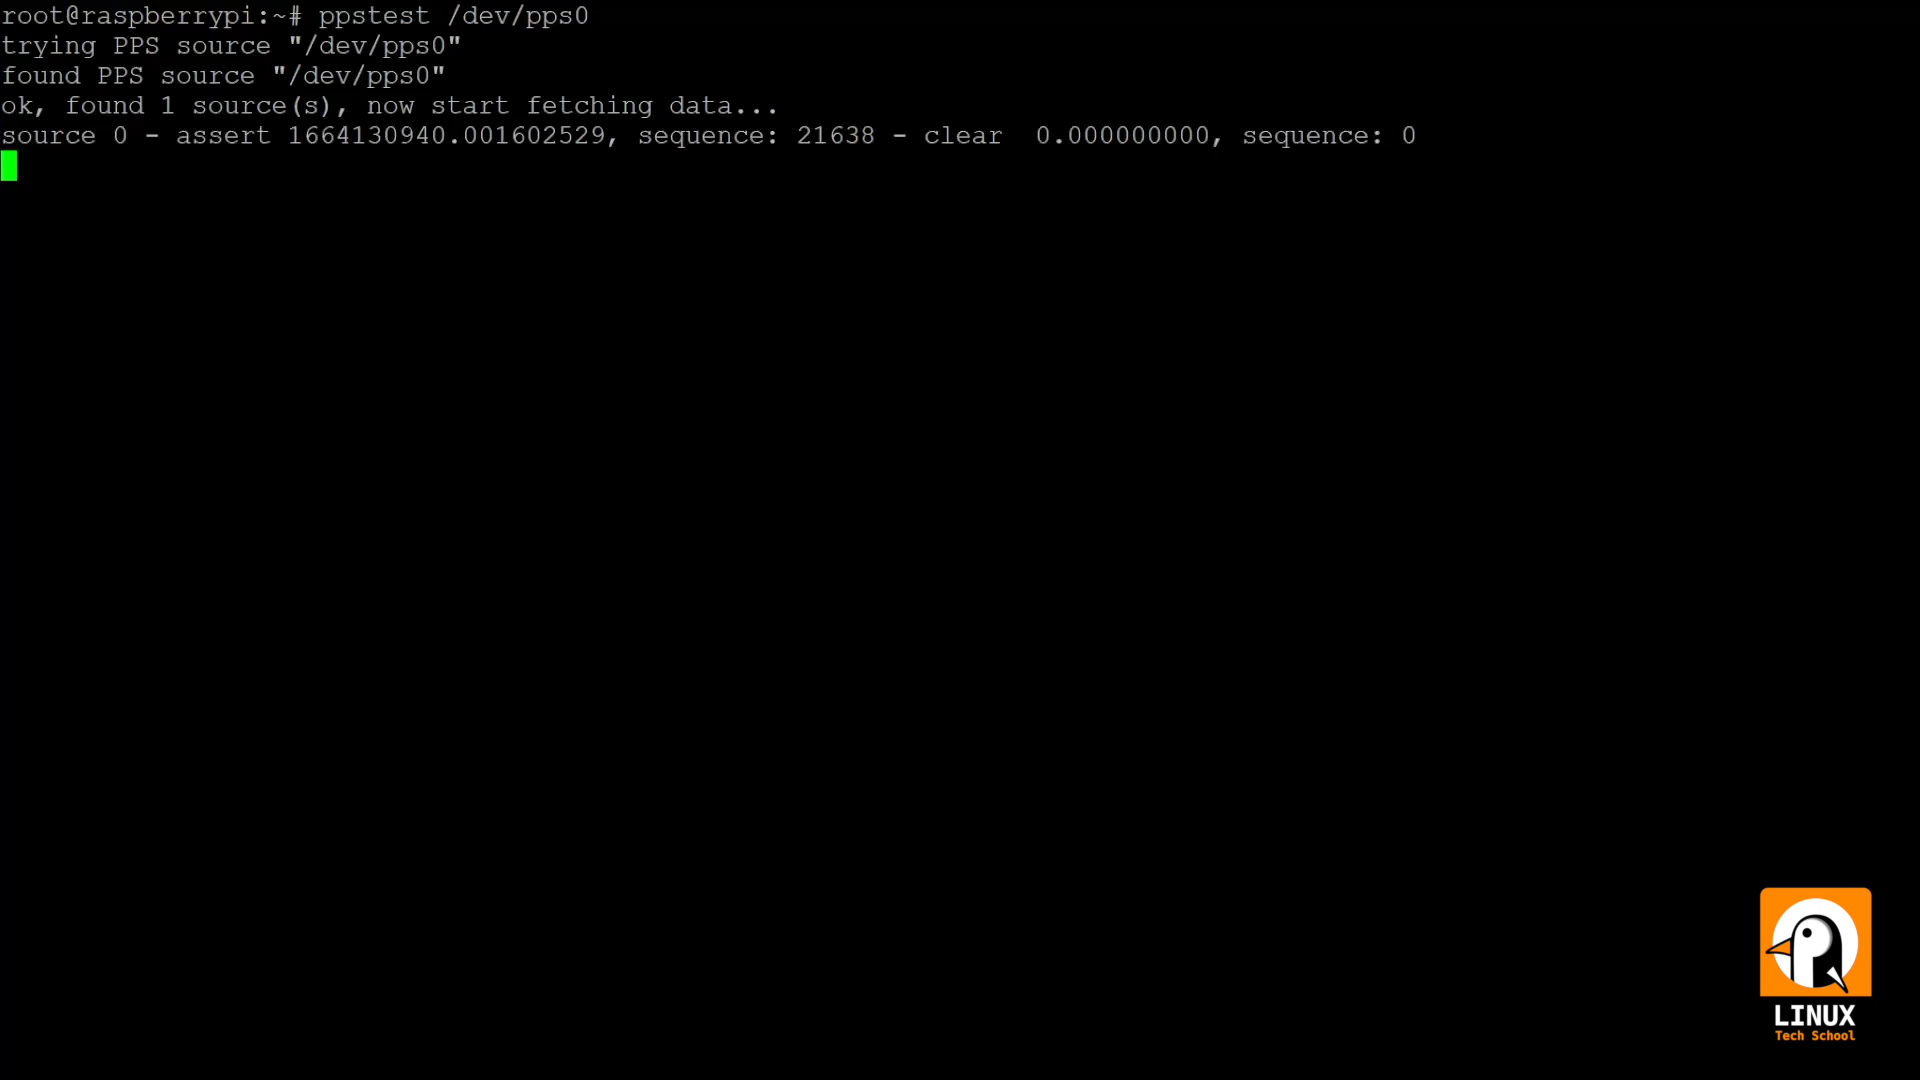 root@raspberrypi:~# ppstest /dev/pps0
trying PPS source "/dev/pps0"
found PPS source "/dev/pps0"
ok, found 1 source(s), now start fetching data...
source 0 - assert 1664130940.001602529, sequence: 21638 - clear  0.000000000, sequence: 0
LINUX
Tech School